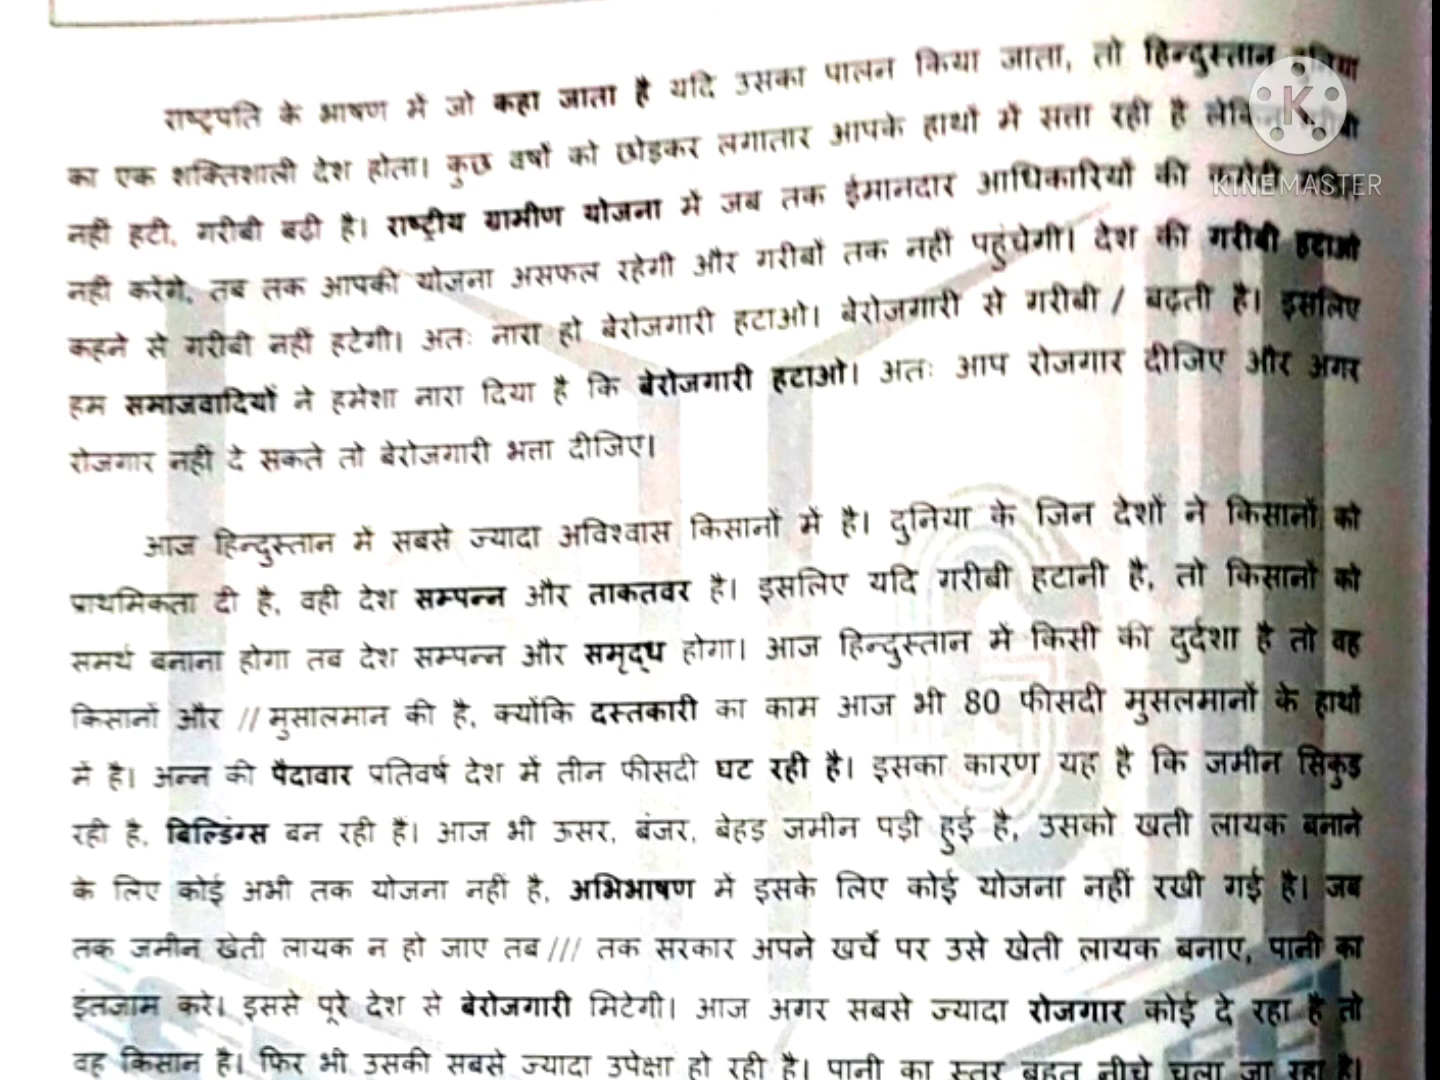 राष्ट्रपति के भाषण में जो कहा जाता है यदि उसका पालन किया जाता, तो हिन्दुस्तान
का एक शक्तिशाली देश होता। कुछ वर्षों को छोड़कर लगातार आपके हाथों में सत्ता रही है
नहीं हटी, गरीबी बढ़ी है। राष्ट्रीय ग्रामीण योजना में जब तक ईमानदार आधिकारियों की
नहीं करेंगे, तब तक आपकी योजना असफल रहेगी और गरीबों तक नहीं पहुंचेगी। देश की गरीबी हटाओ
कहने से गरीबी नहीं हटेगी। अतः नारा हो बेरोजगारी हटाओ। बेरोजगारी से गरीबी / बढ़ती है। इसलिए
हम समाजवादियों ने हमेशा नारा दिया है कि बेरोजगारी हटाओ। अतः आप रोजगार दीजिए और अगर
रोजगार नहीं दे सकते तो बेरोजगारी भत्ता दीजिए।
आज हिन्दुस्तान में सबसे ज्यादा अविश्वास किसानों में है। दुनिया के जिन देशों ने किसानों को
प्राथमिकता दी है, वही देश सम्पन्न और ताकतवर है। इसलिए यदि गरीबी हटानी है, तो किसानों को
समर्थ बनाना होगा तब देश सम्पन्न और समृद्ध होगा। आज हिन्दुस्तान में किसी की दुर्दशा है तो वह
किसानों और // मुसालमान की है, क्योंकि दस्तकारी का काम आज भी 80 फीसदी मुसलमानों के हाथों
में है। अन्न की पैदावार प्रतिवर्ष देश में तीन फीसदी घट रही है। इसका कारण यह है कि जमीन सिकुड़
रही है, बिल्डिंग्स बन रही हैं। आज भी ऊसर, बंजर, बेहड़ जमीन पड़ी हुई है, उसको खती लायक बनाने
के लिए कोई अभी तक योजना नहीं है, अभिभाषण में इसके लिए कोई योजना नहीं रखी गई है। जब
तक जमीन खेती लायक न हो जाए तब /// तक सरकार अपने खर्चे पर उसे खेती लायक बनाए, पानी का
इंतजाम करे। इससे पूरे देश से बेरोजगारी मिटेगी। आज अगर सबसे ज्यादा रोजगार कोई दे रहा है तो
वह किसान है। फिर भी उसकी सबसे ज्यादा उपेक्षा हो रही है। पानी का स्तर बहुत नीचे चला जा रहा है।
KINEMASTER